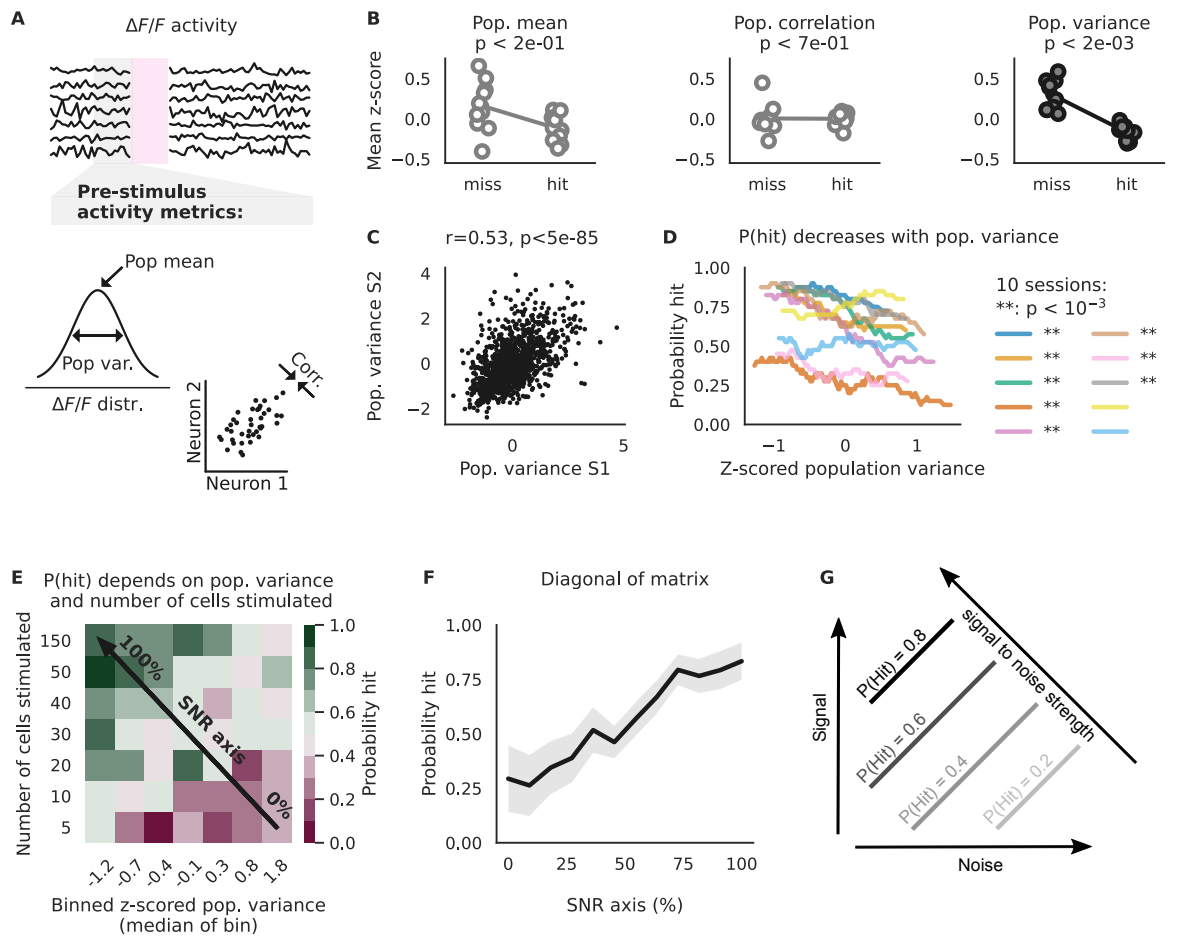 A
ΔF/F activity
Pre-stimulus
activity metrics:
Pop mean
Pop var.
ΔF/F distr.
Corr.
Neuron 2
Neuron 1
B
Pop. mean
p < 2e-01
Pop. correlation
p < 7e-01
Pop. variance
p < 2e-03
Mean z-score
0.5
0.0
−0.5
miss
hit
0.5
0.0
−0.5
miss
hit
0.5
0.0
−0.5
miss
hit
C
r=0.53, p<5e-85
Pop. variance S2
4
2
0
−2
0
5
Pop. variance S1
D
P(hit) decreases with pop. variance
Probability hit
1.00
0.75
0.50
0.25
0.00
−1
0
1
Z-scored population variance
10 sessions:
**: p < 10−3
**
**
**
**
**
**
**
**
E
P(hit) depends on pop. variance
and number of cells stimulated
Number of cells stimulated
150
50
40
30
20
10
5
100%
SNR axis
0%
-1.2
-0.7
-0.4
-0.1
0.3
0.8
1.8
Binned z-scored pop. variance
(median of bin)
1.0
0.8
0.6
0.4
0.2
0.0
Probability hit
F
Diagonal of matrix
Probability hit
1.00
0.75
0.50
0.25
0.00
0
25
50
75
100
SNR axis (%)
G
signal to noise strength
P(Hit) = 0.8
P(Hit) = 0.6
P(Hit) = 0.4
P(Hit) = 0.2
Signal
Noise